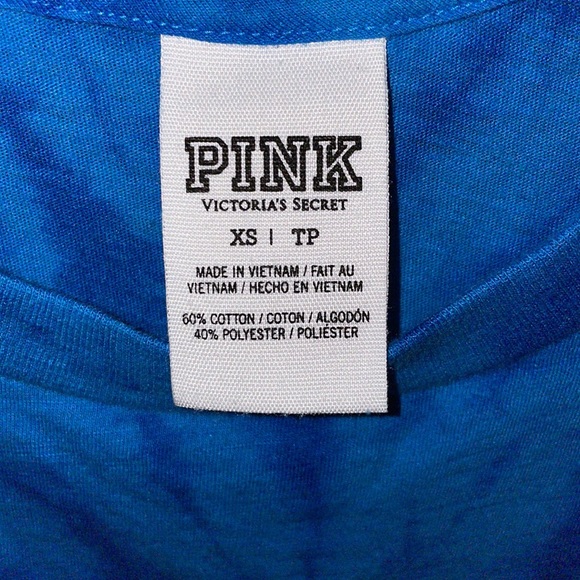 PINK
VICTORIA'S SECRET
XS | TP
MADE IN VIETNAM / FAIT AU
VIETNAM / HECHO EN VIETNAM
60% COTTON / COTON / ALGODÓN
40% POLYESTER / POLIÉSTER